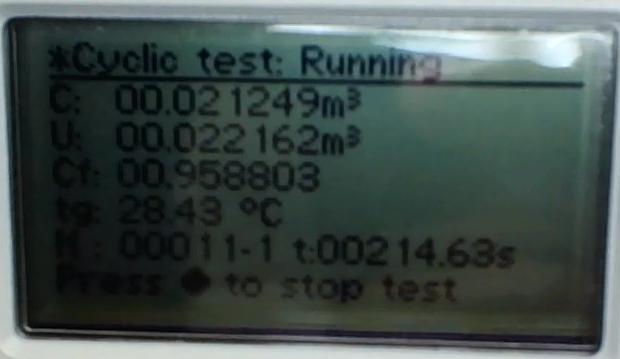 *Cyclic test: Running
C: 00.021249m³
U: 00.022162m³
Cf: 00.958803
tg: 28.43 °C
N : 00011-1 t:00214.63s
Press ◆ to stop test